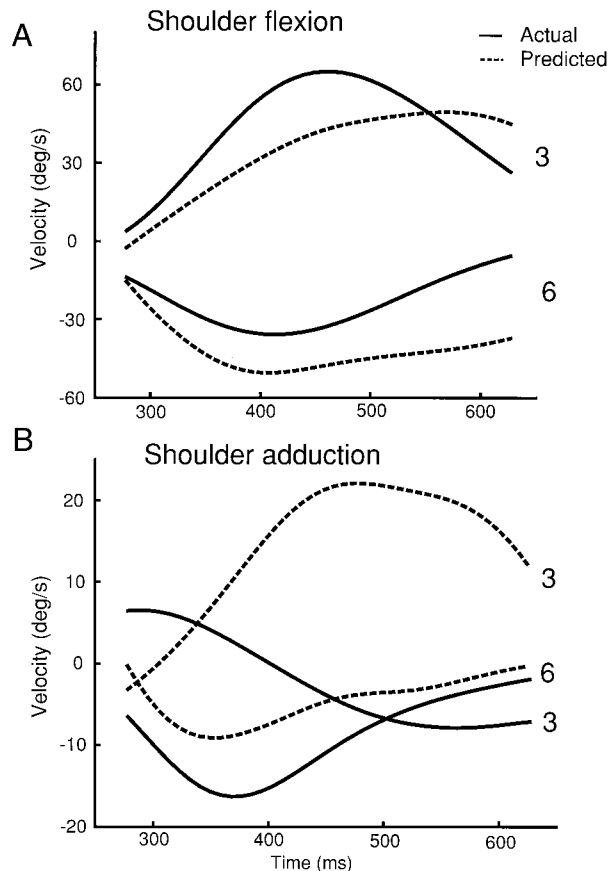 A
Shoulder flexion
Actual
Predicted
60
30
0
-30
-60
Velocity (deg/s)
3
6
300 400 500 600
B
Shoulder adduction
20
10
0
-10
-20
Velocity (deg/s)
3
6
3
300 400 500 600
Time (ms)